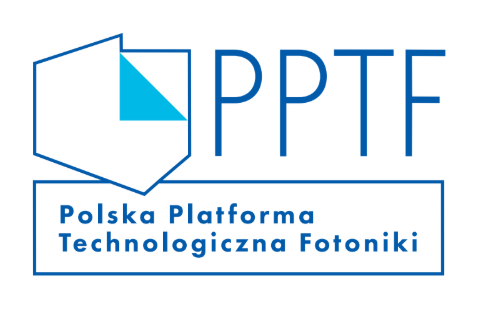 PPTF
Polska Platforma
Technologiczna Fotoniki